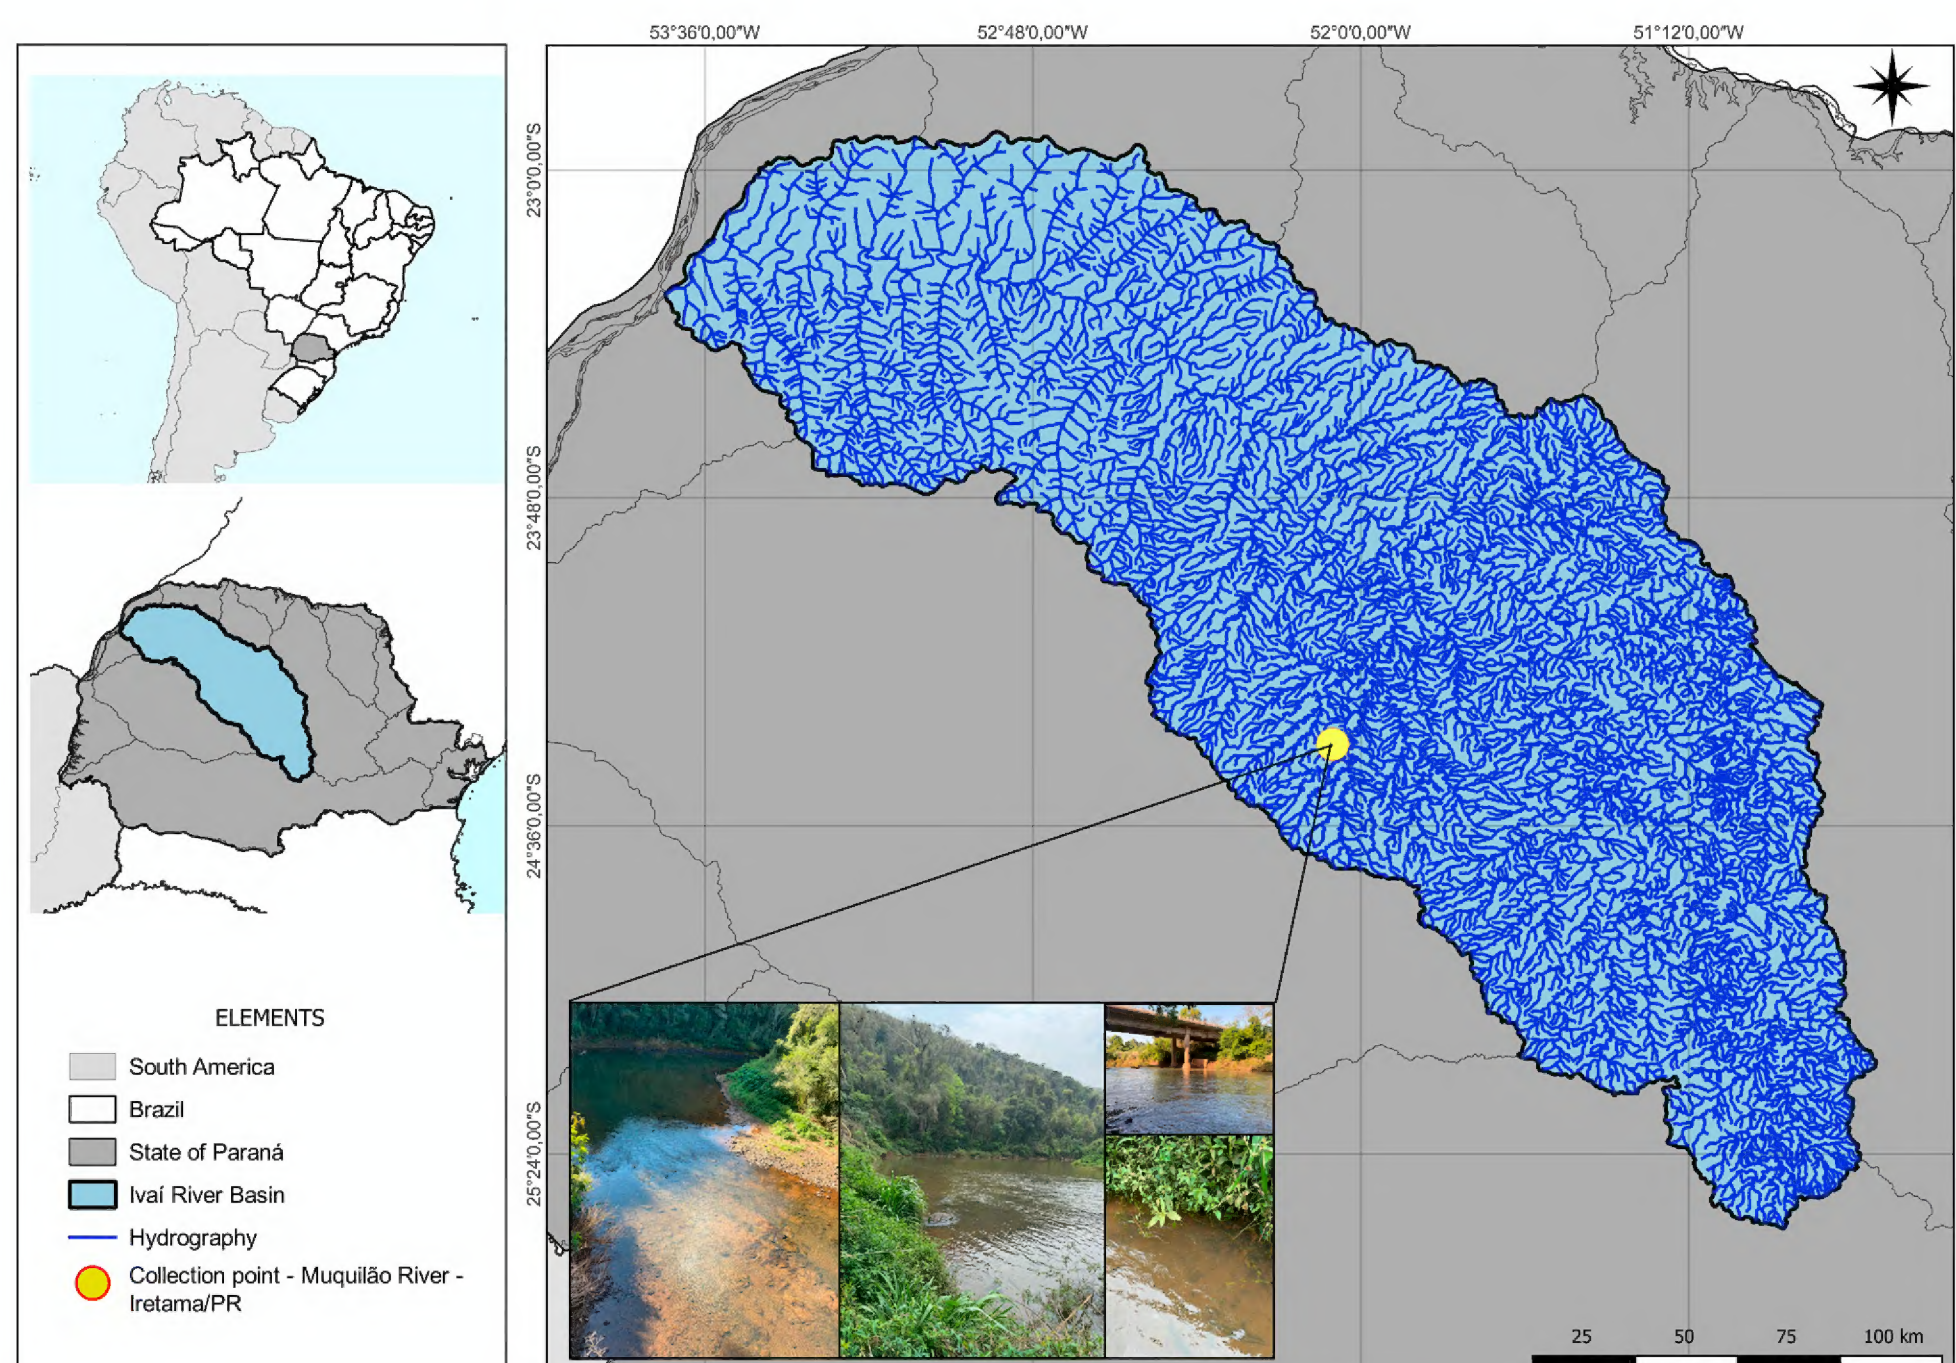 53°36'0,00"W
52°48'0,00"W
52°00'0,00"W
51°12'0,00"W
23°0'0,00"S
23°48'0,00"S
24°36'0,00"S
25°24'0,00"S
ELEMENTS
South America
Brazil
State of Paraná
Ivaí River Basin
Hydrography
Collection point - Muquilão River -
Iretama/PR
25 50 75 100 km